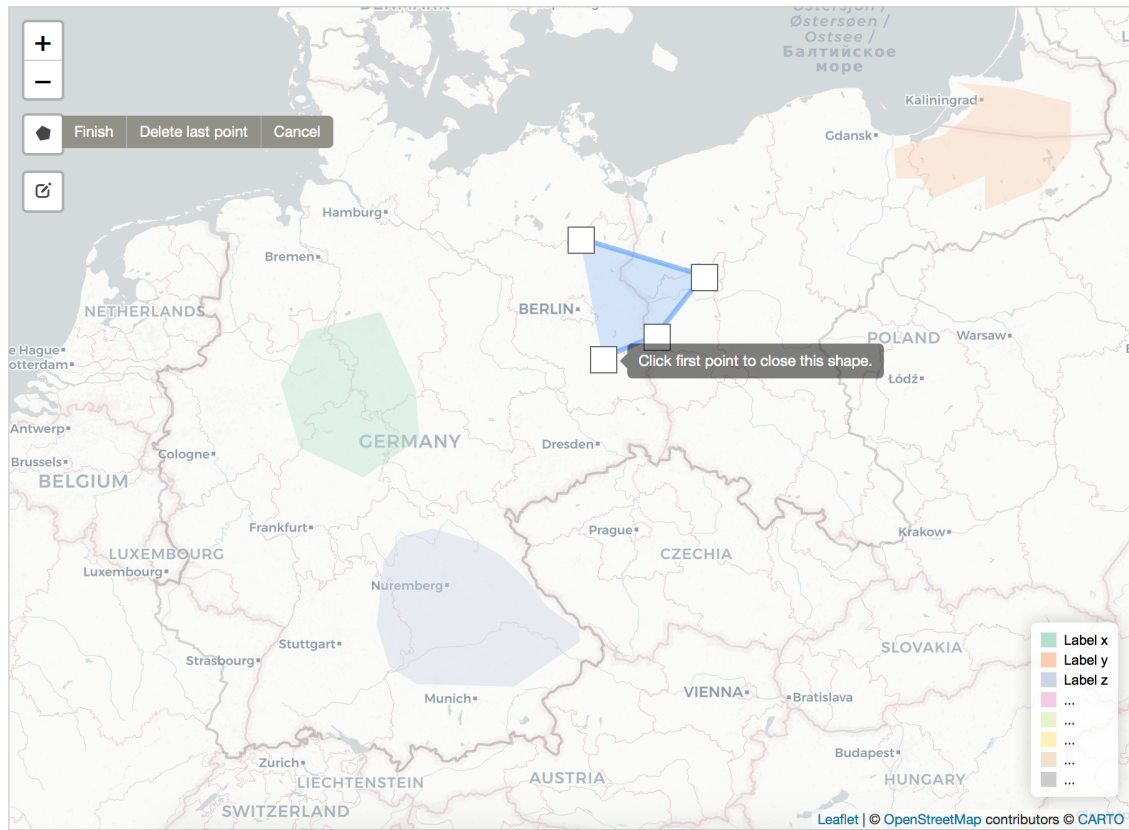 DENMARK
Østersjön /
Østersøen /
Ostsee /
Балтийское
море
+
−
Finish
Delete last point
Cancel
Kaliningrad
Gdańsk
Hamburg
Bremen
NETHERLANDS
BERLIN
POLAND
Warsaw
e Hague
otterdam
Click first point to close this shape.
Łódź
Antwerp
GERMANY
Dresden
Brussels
Cologne
BELGIUM
Frankfurt
Prague
Krakow
LUXEMBOURG
CZECHIA
Luxembourg
Nuremberg
Stuttgart
Strasbourg
SLOVAKIA
Munich
VIENNA
Bratislava
Zurich
LIECHTENSTEIN
AUSTRIA
Budapest
HUNGARY
SWITZERLAND
Label x
Label y
Label z
...
...
...
...
...
Leaflet | © OpenStreetMap contributors © CARTO